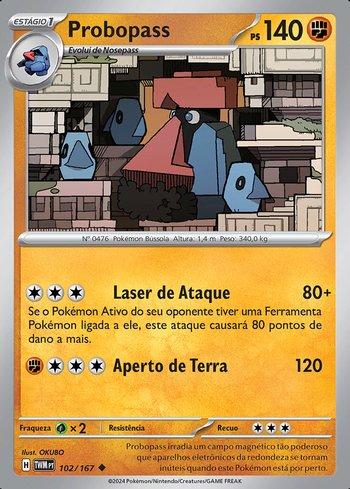 ESTÁGIO 1
Probopass
PS 140
Evolui de Nosepass
Nº 0476 Pokémon Bússola Altura: 1,4 m Peso: 340,0 kg
Laser de Ataque 80+
Se o Pokémon Ativo do seu oponente tiver uma Ferramenta
Pokémon ligada a ele, este ataque causará 80 pontos de
dano a mais.
Aperto de Terra 120
Fraqueza ×2 Resistência Recuo
Ilust. OKUBO
H TWM PT 102/167
Probopass irradia um campo magnético tão poderoso
que aparelhos eletrônicos da redondeza se tornam
inúteis quando este Pokémon está por perto.
©2024 Pokémon/Nintendo/Creatures/GAME FREAK